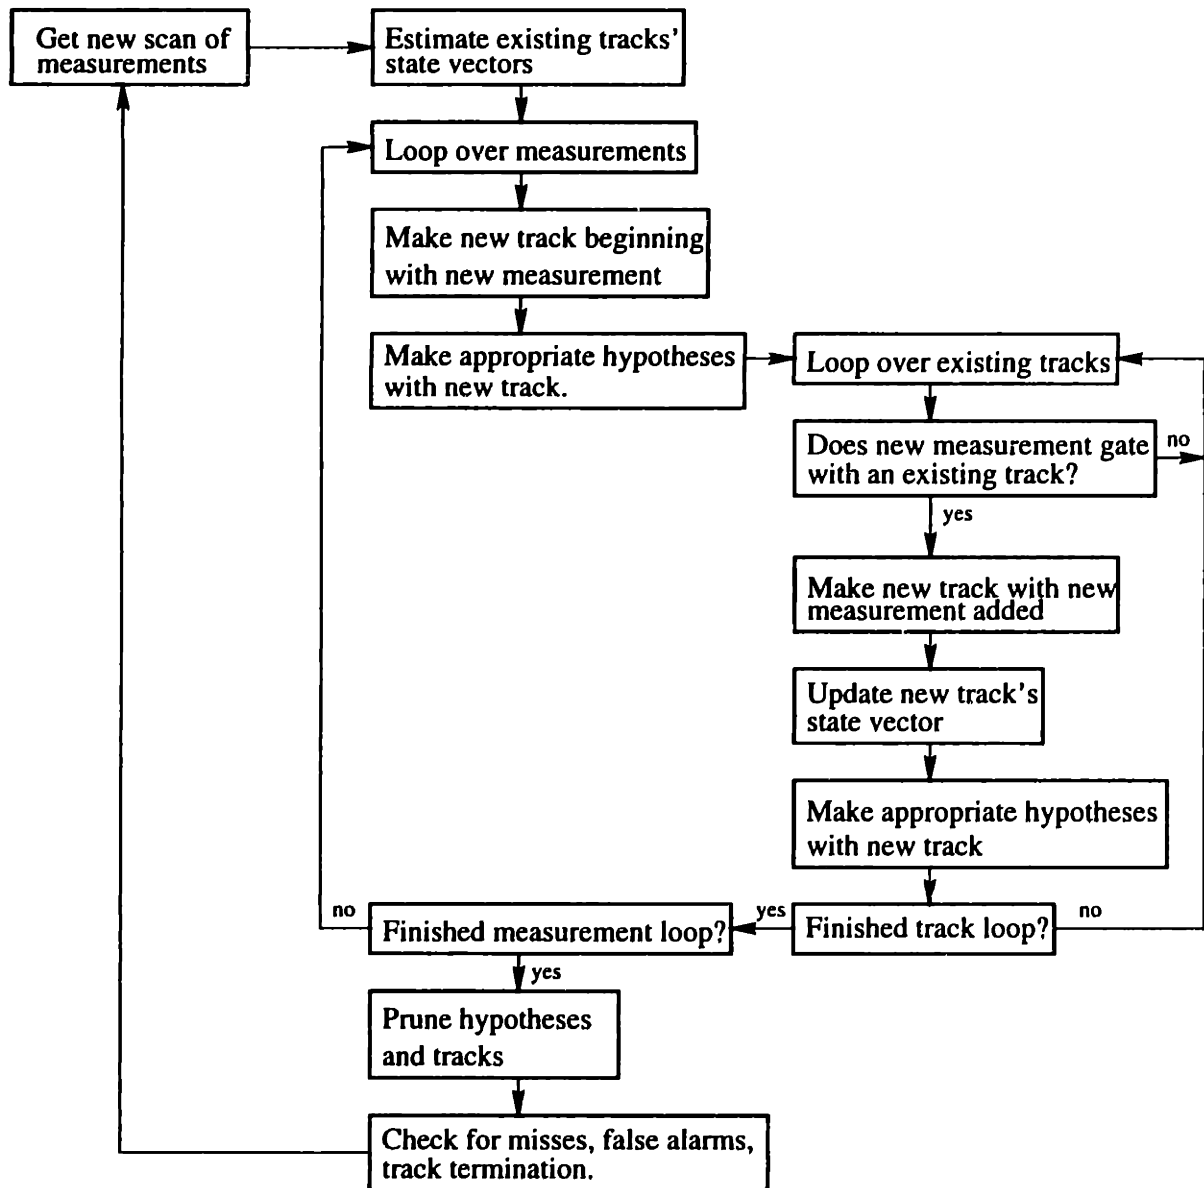 Get new scan of
measurements
Estimate existing tracks'
state vectors
Loop over measurements
Make new track beginning
with new measurement
Make appropriate hypotheses
with new track.
Loop over existing tracks
Does new measurement gate
with an existing track?
no
yes
Make new track with new
measurement added
Update new track's
state vector
Make appropriate hypotheses
with new track
Finished track loop?
no
yes
Finished measurement loop?
no
yes
Prune hypotheses
and tracks
Check for misses, false alarms,
track termination.